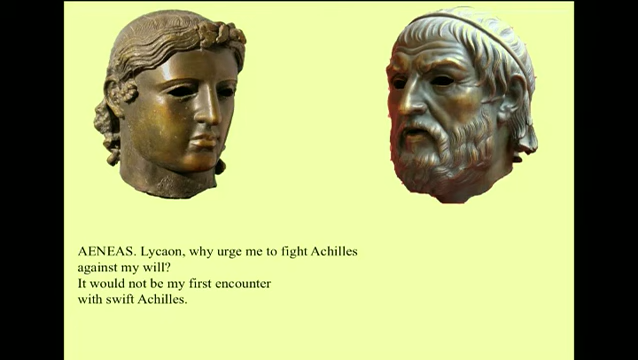 AENEAS. Lycaon, why urge me to fight Achilles
against my will?
It would not be my first encounter
with swift Achilles.